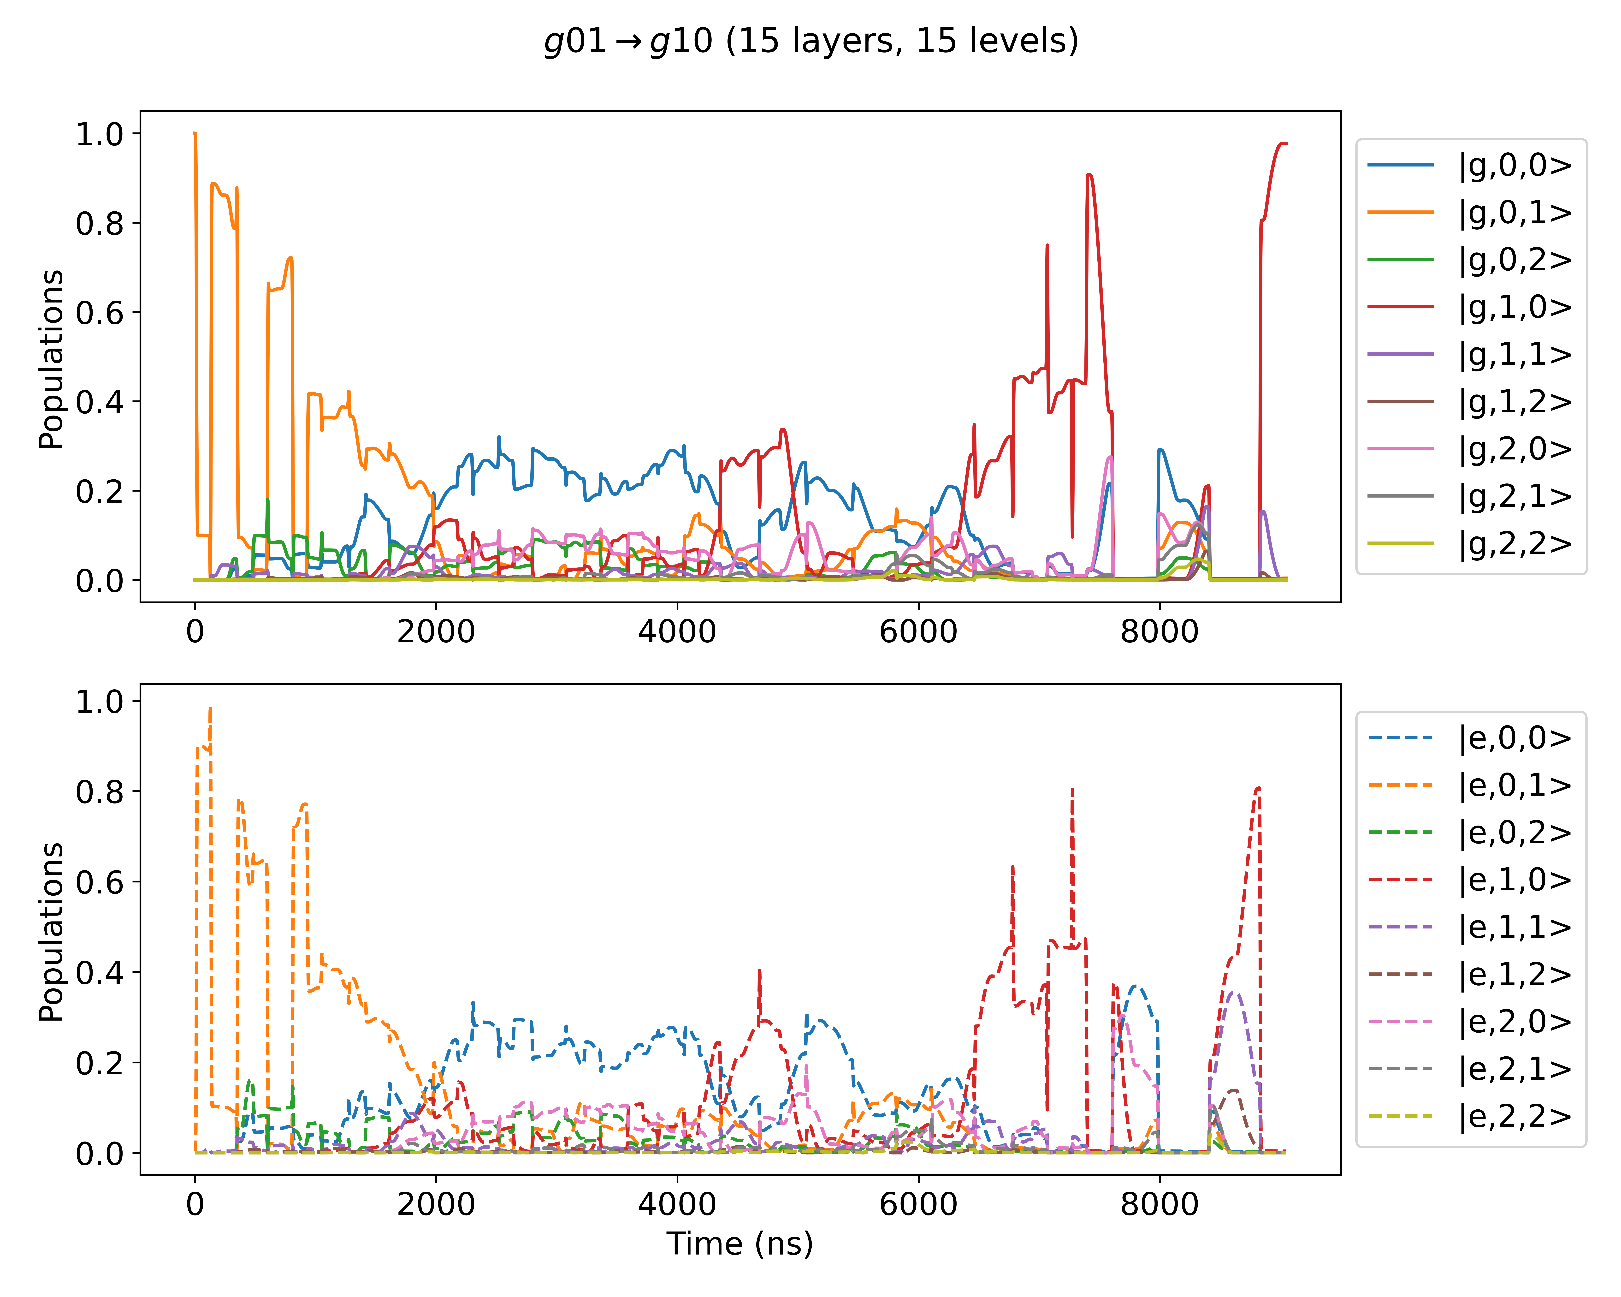 g01→g10 (15 layers, 15 levels)
1.0
0.8
0.6
0.4
0.2
0.0
Populations
0 2000 4000 6000 8000
|g,0,0>
|g,0,1>
|g,0,2>
|g,1,0>
|g,1,1>
|g,1,2>
|g,2,0>
|g,2,1>
|g,2,2>
1.0
0.8
0.6
0.4
0.2
0.0
Populations
0 2000 4000 6000 8000
Time (ns)
|e,0,0>
|e,0,1>
|e,0,2>
|e,1,0>
|e,1,1>
|e,1,2>
|e,2,0>
|e,2,1>
|e,2,2>